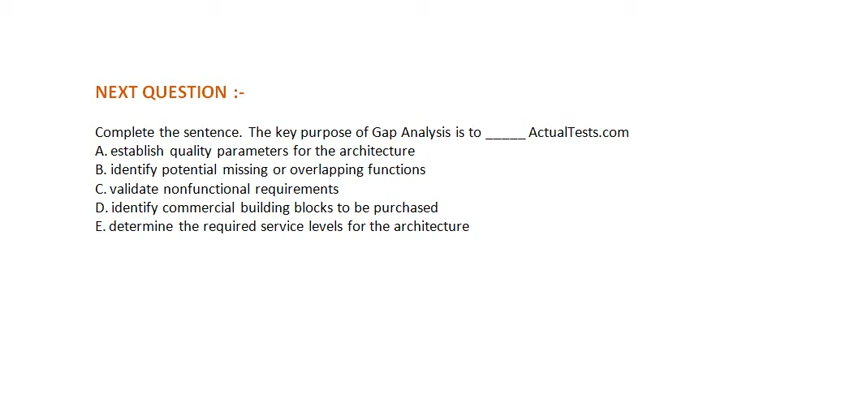 NEXT QUESTION :-
Complete the sentence. The key purpose of Gap Analysis is to _____ ActualTests.com
A. establish quality parameters for the architecture
B. identify potential missing or overlapping functions
C. validate nonfunctional requirements
D. identify commercial building blocks to be purchased
E. determine the required service levels for the architecture